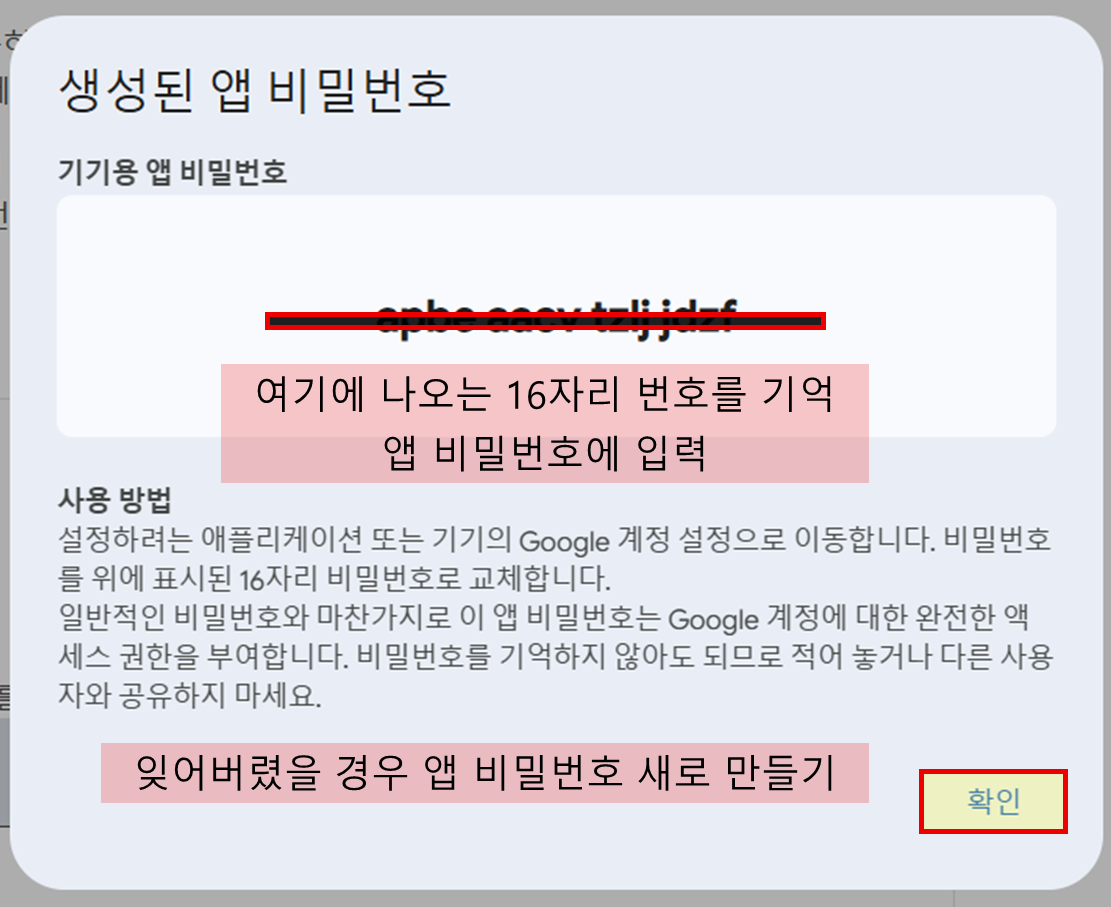 생성된 앱 비밀번호
기기용 앱 비밀번호
여기에 나오는 16자리 번호를 기억
앱 비밀번호에 입력
사용 방법
설정하려는 애플리케이션 또는 기기의 Google 계정 설정으로 이동합니다. 비밀번호
를 위에 표시된 16자리 비밀번호로 교체합니다.
일반적인 비밀번호와 마찬가지로 이 앱 비밀번호는 Google 계정에 대한 완전한 액
세스 권한을 부여합니다. 비밀번호를 기억하지 않아도 되므로 적어 놓거나 다른 사용
자와 공유하지 마세요.
잊어버렸을 경우 앱 비밀번호 새로 만들기
확인